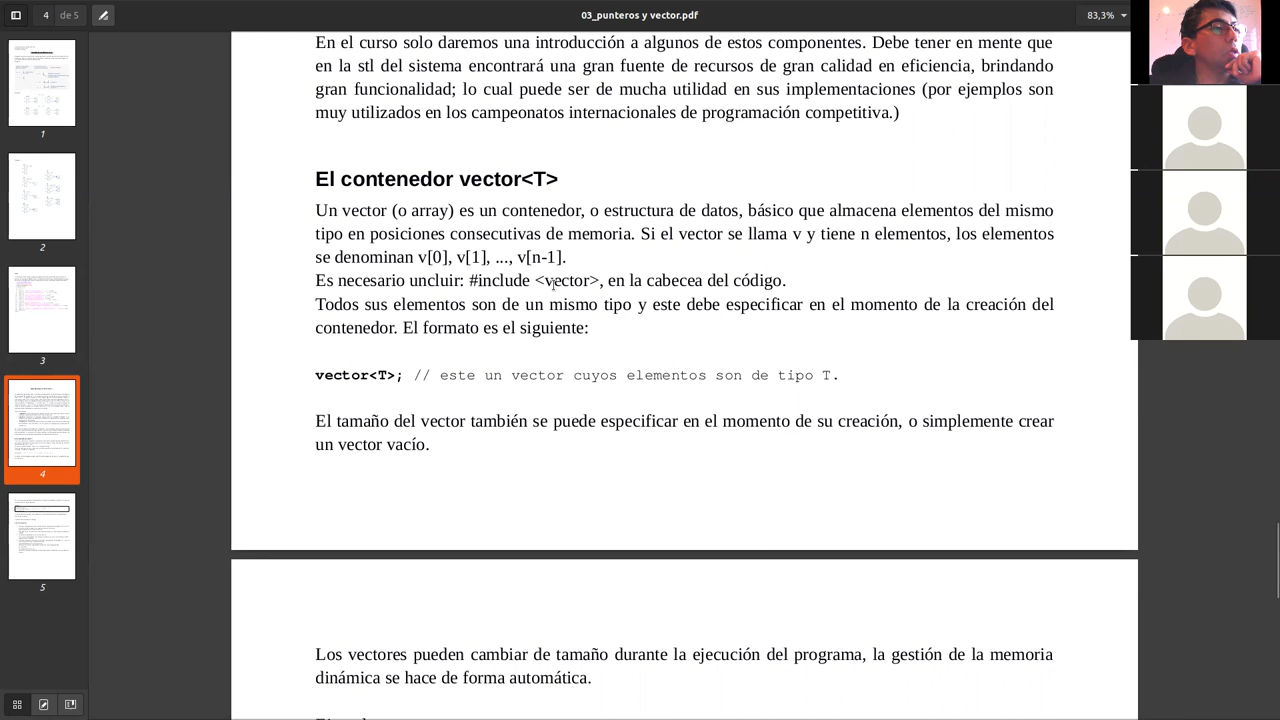 4 de 5
03_punteros y vector.pdf
83,3%
1
2
3
4
5
En el curso solo daremos una introducción a algunos de estos componentes. Debe tener en mente que
en la stl del sistema encontrará una gran fuente de recursos de gran calidad en eficiencia, brindando
gran funcionalidad; lo cual puede ser de mucha utilidad en sus implementaciones (por ejemplos son
muy utilizados en los campeonatos internacionales de programación competitiva.)
El contenedor vector<T>
Un vector (o array) es un contenedor, o estructura de datos, básico que almacena elementos del mismo
tipo en posiciones consecutivas de memoria. Si el vector se llama v y tiene n elementos, los elementos
se denominan v[0], v[1], ..., v[n-1].
Es necesario uncluir: #include <vector>, en la cabecea del código.
Todos sus elementos son de un mismo tipo y este debe especificar en el momento de la creación del
contenedor. El formato es el siguiente:
vector<T>; // este un vector cuyos elementos son de tipo T.
El tamaño del vector también se puede especificar en el momento de su creación, o simplemente crear
un vector vacío.
Los vectores pueden cambiar de tamaño durante la ejecución del programa, la gestión de la memoria
dinámica se hace de forma automática.